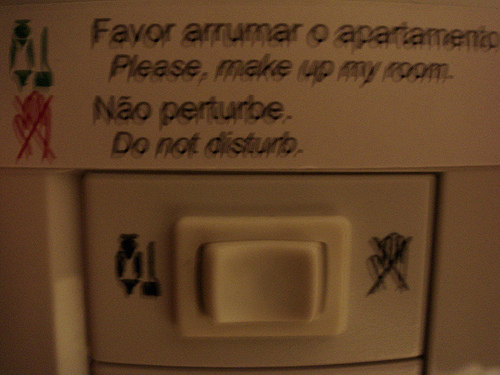 Favor arrumar o apartamento
Please, make up my room.
Não perturbe.
Do not disturb.